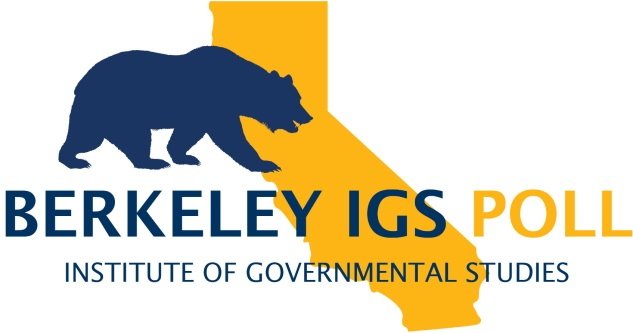 BERKELEY IGS POLL
INSTITUTE OF GOVERNMENTAL STUDIES